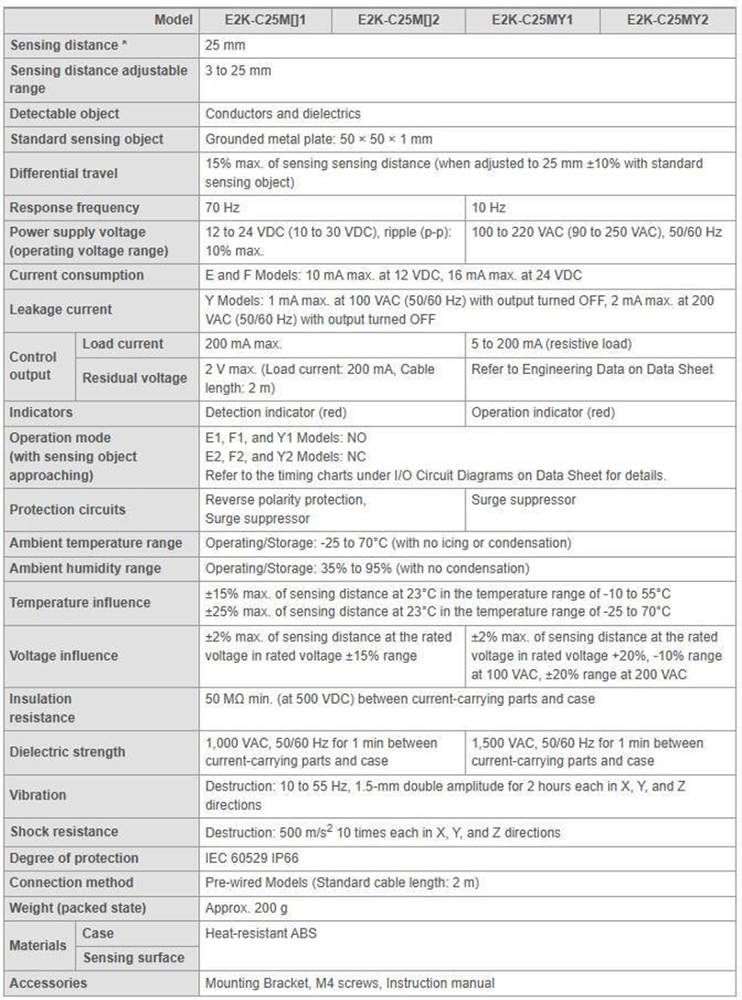 Model E2K-C25M[]1 E2K-C25M[]2 E2K-C25MY1 E2K-C25MY2
Sensing distance * 25 mm
Sensing distance adjustable
range
3 to 25 mm
Detectable object Conductors and dielectrics
Standard sensing object Grounded metal plate: 50 × 50 × 1 mm
Differential travel
15% max. of sensing sensing distance (when adjusted to 25 mm ±10% with standard
sensing object)
Response frequency 70 Hz 10 Hz
Power supply voltage
(operating voltage range)
12 to 24 VDC (10 to 30 VDC), ripple (p-p):
10% max.
100 to 220 VAC (90 to 250 VAC), 50/60 Hz
Current consumption E and F Models: 10 mA max. at 12 VDC, 16 mA max. at 24 VDC
Leakage current
Y Models: 1 mA max. at 100 VAC (50/60 Hz) with output turned OFF, 2 mA max. at 200
VAC (50/60 Hz) with output turned OFF
Control
output
Load current 200 mA max. 5 to 200 mA (resistive load)
Residual voltage
2 V max. (Load current: 200 mA, Cable
length: 2 m)
Refer to Engineering Data on Data Sheet
Indicators Detection indicator (red) Operation indicator (red)
Operation mode
(with sensing object
approaching)
E1, F1, and Y1 Models: NO
E2, F2, and Y2 Models: NC
Refer to the timing charts under I/O Circuit Diagrams on Data Sheet for details.
Protection circuits
Reverse polarity protection,
Surge suppressor
Surge suppressor
Ambient temperature range Operating/Storage: -25 to 70°C (with no icing or condensation)
Ambient humidity range Operating/Storage: 35% to 95% (with no condensation)
Temperature influence
±15% max. of sensing distance at 23°C in the temperature range of -10 to 55°C
±25% max. of sensing distance at 23°C in the temperature range of -25 to 70°C
Voltage influence
±2% max. of sensing distance at the rated
voltage in rated voltage ±15% range
±2% max. of sensing distance at the rated
voltage in rated voltage +20%, -10% range
at 100 VAC, ±20% range at 200 VAC
Insulation
resistance
50 MΩ min. (at 500 VDC) between current-carrying parts and case
Dielectric strength
1,000 VAC, 50/60 Hz for 1 min between
current-carrying parts and case
1,500 VAC, 50/60 Hz for 1 min between
current-carrying parts and case
Vibration
Destruction: 10 to 55 Hz, 1.5-mm double amplitude for 2 hours each in X, Y, and Z
directions
Shock resistance Destruction: 500 m/s² 10 times each in X, Y, and Z directions
Degree of protection IEC 60529 IP66
Connection method Pre-wired Models (Standard cable length: 2 m)
Weight (packed state) Approx. 200 g
Materials
Case
Sensing surface
Heat-resistant ABS
Accessories Mounting Bracket, M4 screws, Instruction manual